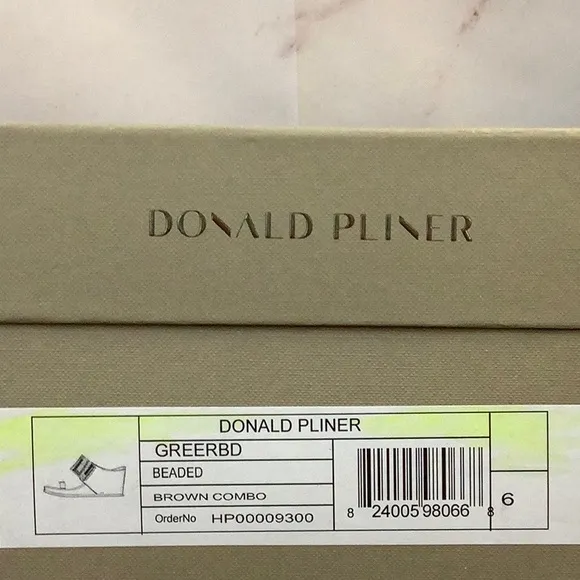 DONALD PLINER
DONALD PLINER
GREERBD
BEADED
BROWN COMBO
OrderNo HP00009300
8 24005 98066 8
6